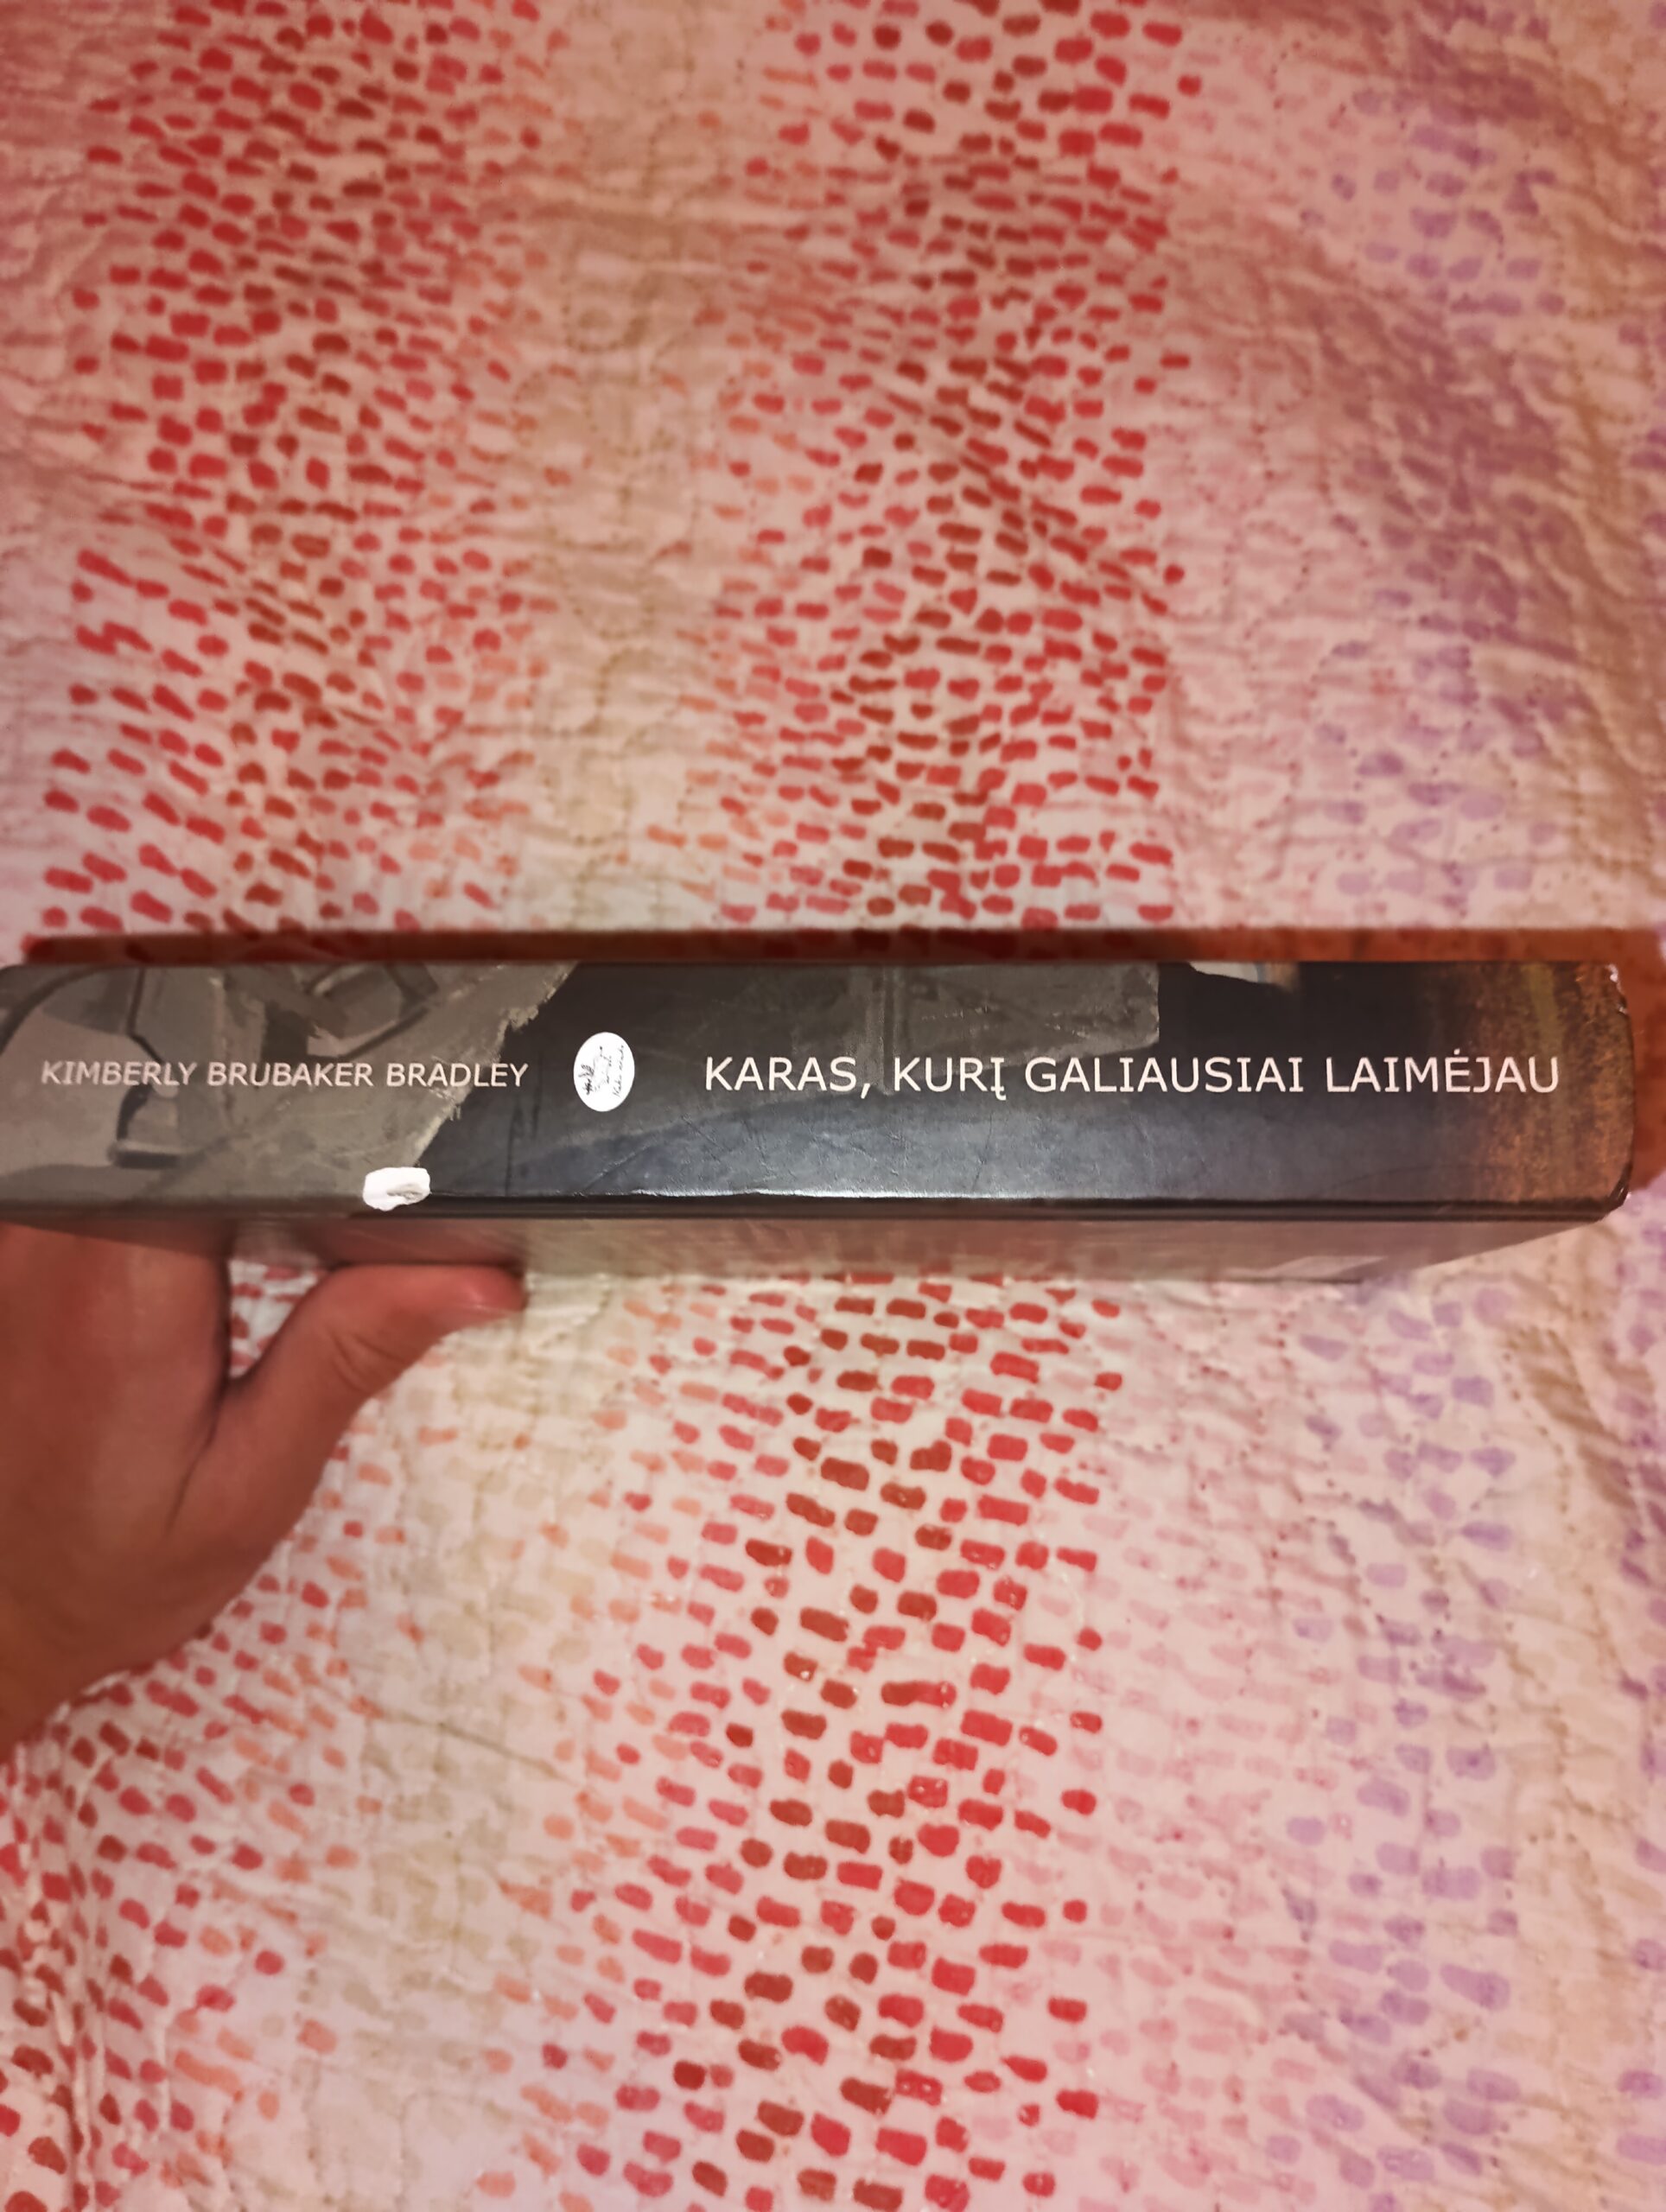 KIMBERLY BRUBAKER BRADLEY
KARAS, KURĮ GALIAUSIAI LAIMĖJAU